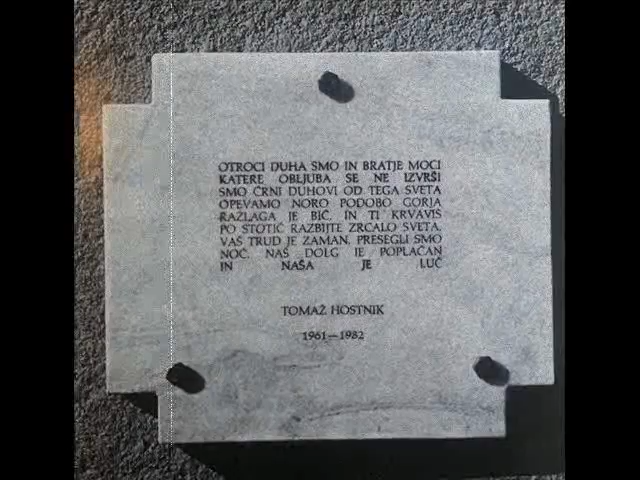 OTROCI DUHA SMO IN BRATJE MOČI
KATERE OBLJUBA SE NE IZVRŠI
SMO ČRNI DUHOVI OD TEGA SVETA
OPEVAMO NORO PODOBO GORJA
RAZLAGA JE BIČ, IN TI KRVAVIŠ
PO STOTIČ RAZBIJTE ZRCALO SVETA,
VAŠ TRUD JE ZAMAN. PRESEGLI SMO
NOČ. NAŠ DOLG JE POPLAČAN
IN NAŠA JE LUČ
TOMAŽ HOSTNIK
1961—1982